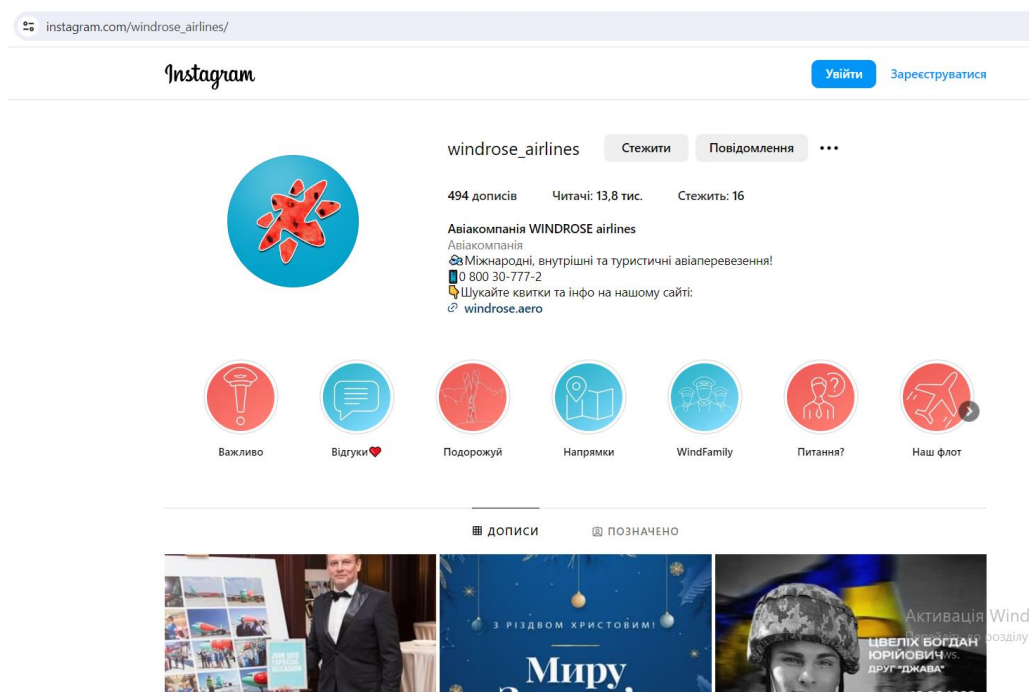 instagram.com/windrose_airlines/
Instagram
Увійти
Зареєструватися
windrose_airlines
Стежити
Повідомлення
494 дописів
Читачі: 13,8 тис.
Стежить: 16
Авіакомпанія WINDROSE airlines
Авіакомпанія
Міжнародні, внутрішні та туристичні авіаперевезення!
0 800 30-777-2
Шукайте квитки та інфо на нашому сайті:
windrose.aero
Важливо
Відгуки
Подорожуй
Напрямки
WindFamily
Питання?
Наш флот
ДОПИСИ
ПОЗНАЧЕНО
JOIN US
З РІЗДВОМ ХРИСТОВИМ!
Миру
Активація Wind
ЦВЕЛІХ БОГДАН
ЮРІЙОВИЧ
ДРУГ "ДЖАВА"